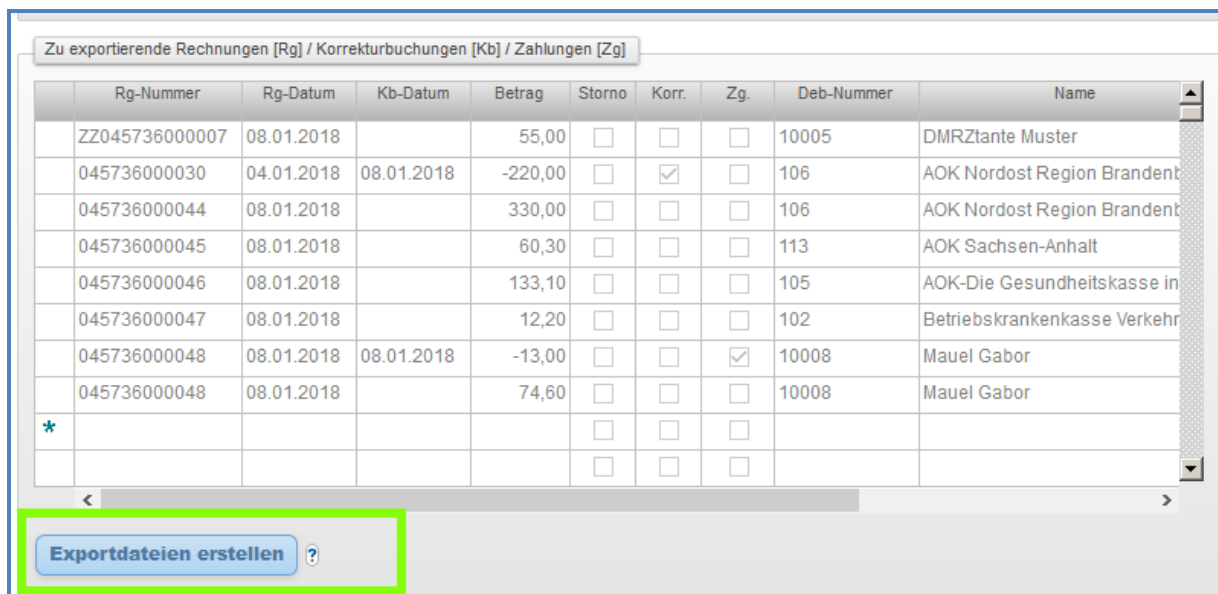 Zu exportierende Rechnungen [Rg] / Korrekturbuchungen [Kb] / Zahlungen [Zg]
Rg-Nummer Rg-Datum Kb-Datum Betrag Storno Korr. Zg. Deb-Nummer Name
ZZ045736000007 08.01.2018 55,00 10005 DMRZtante Muster
045736000030 04.01.2018 08.01.2018 -220,00 106 AOK Nordost Region Brandenb
045736000044 08.01.2018 330,00 106 AOK Nordost Region Brandenb
045736000045 08.01.2018 60,30 113 AOK Sachsen-Anhalt
045736000046 08.01.2018 133,10 105 AOK-Die Gesundheitskasse in
045736000047 08.01.2018 12,20 102 Betriebskrankenkasse Verkehr
045736000048 08.01.2018 08.01.2018 -13,00 10008 Mauel Gabor
045736000048 08.01.2018 74,60 10008 Mauel Gabor
*
Exportdateien erstellen ?